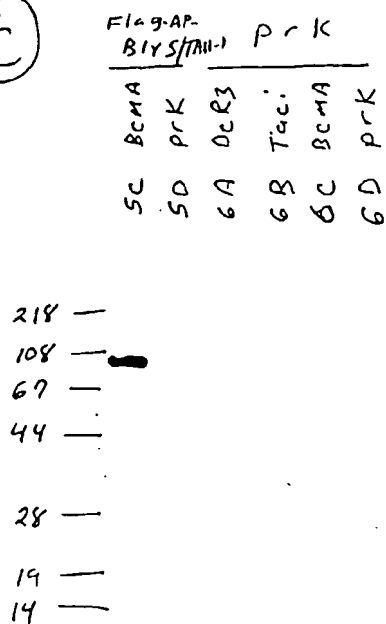 Flag-AP-
BlyS/TAll-1
prK
5C BCMA
5D prK
6A DcR3
6B Taci
6C BCMA
6D prK
218
108
67
44
28
19
14